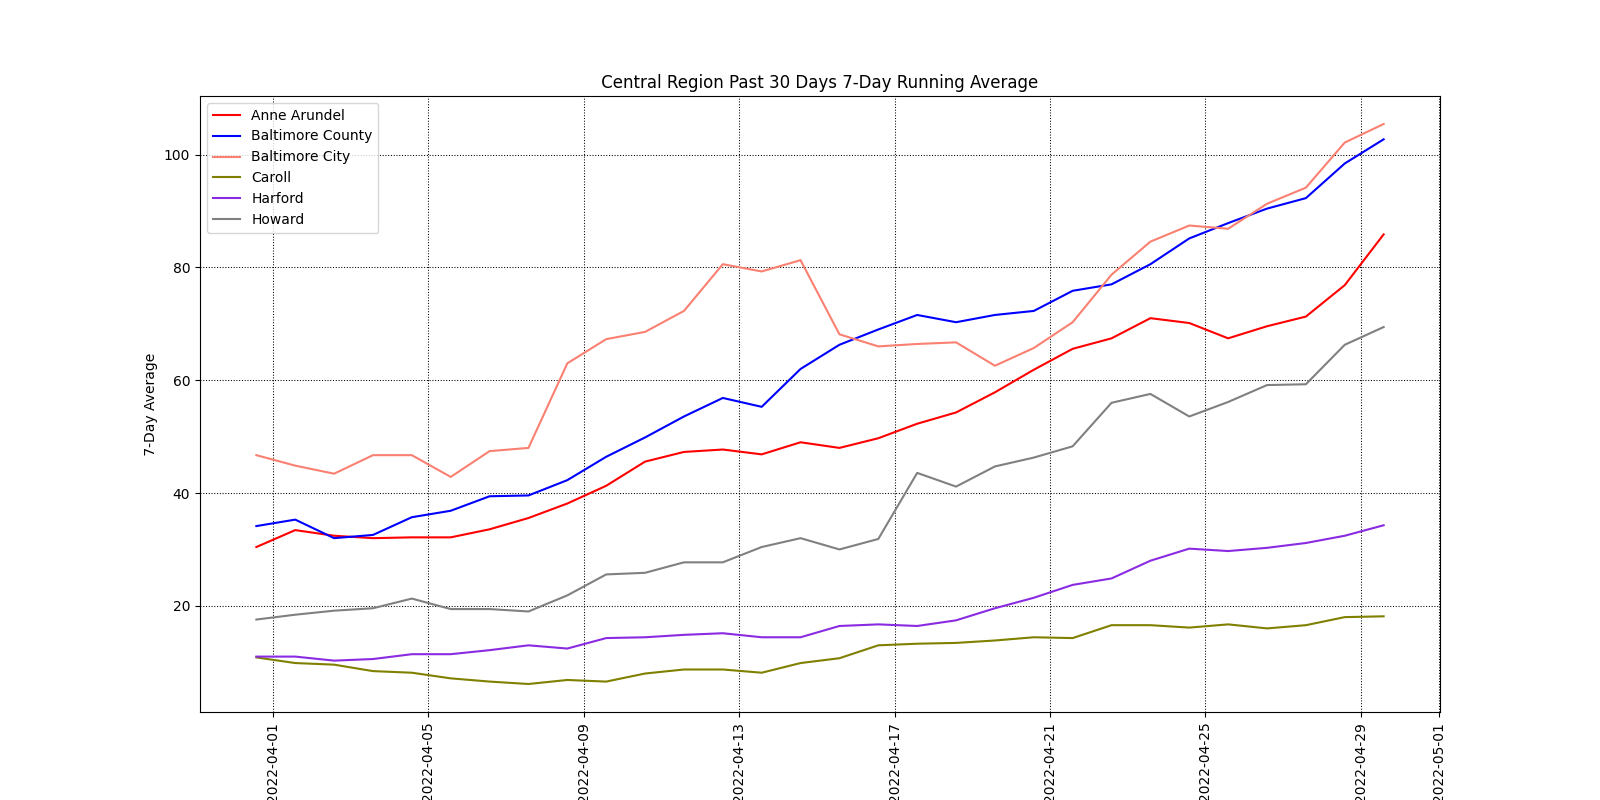 Central Region Past 30 Days 7-Day Running Average
Anne Arundel
Baltimore County
Baltimore City
Caroll
Harford
Howard
100
80
60
40
20
7-Day Average
2022-04-01
2022-04-05
2022-04-09
2022-04-13
2022-04-17
2022-04-21
2022-04-25
2022-04-29
2022-05-01